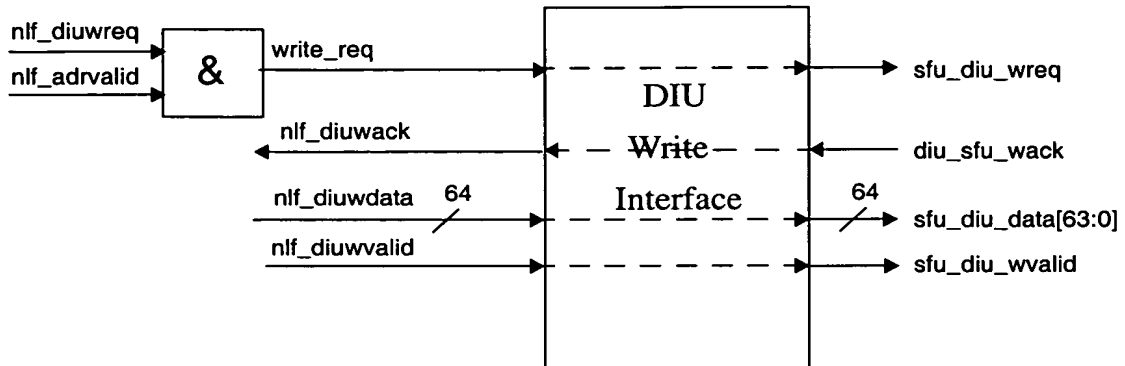 nlf_diuwreq
nlf_adrvalid
&
write_req
sfu_diu_wreq
DIU
Write
Interface
nlf_diuwack
diu_sfu_wack
nlf_diuwdata
64
64
sfu_diu_data[63:0]
nlf_diuwvalid
sfu_diu_wvalid